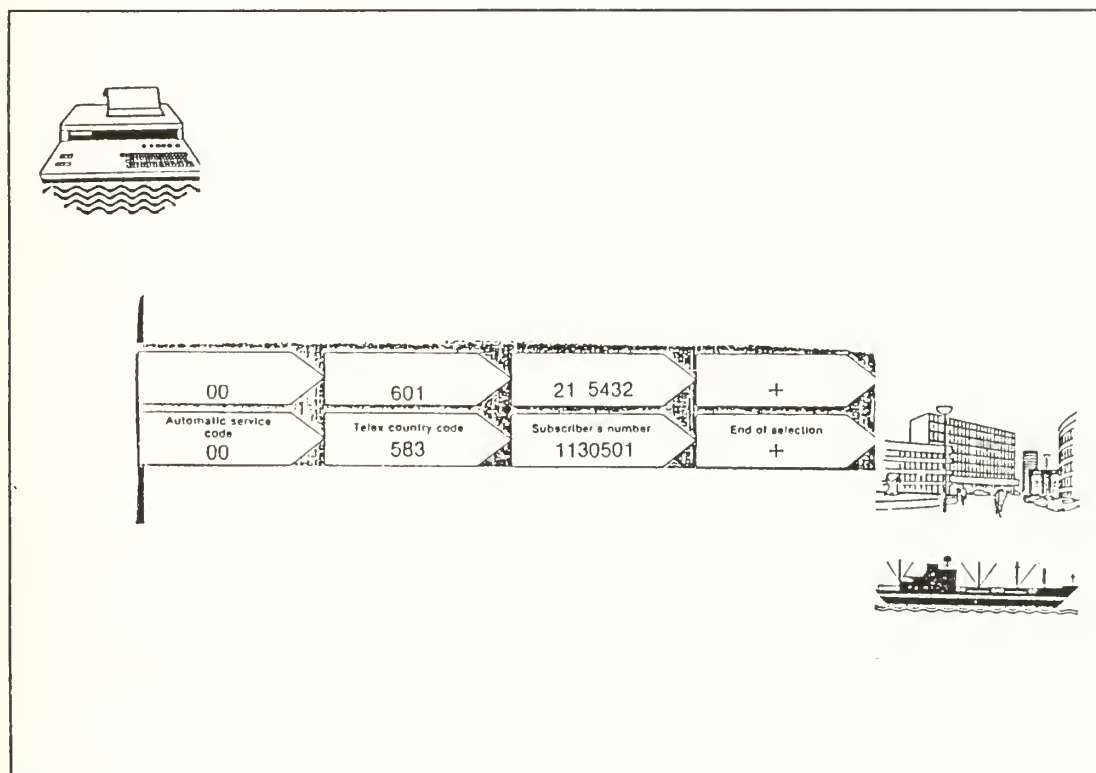 00 601 21 5432 +
Automatic service code Telex country code Subscriber s number End of selection
00 583 1130501 +